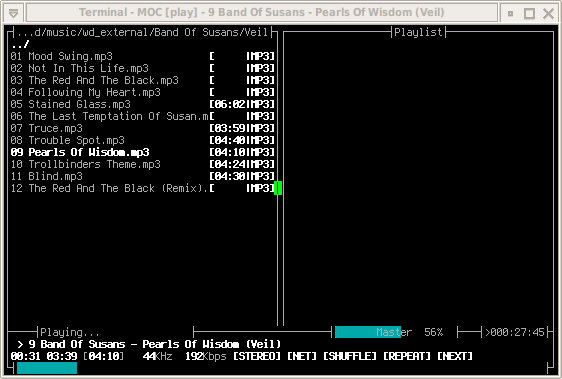 Terminal - MOC [play] - 9 Band Of Susans - Pearls Of Wisdom (Veil)
...d/music/wd_external/Band Of Susans/Veil
Playlist
../
01 Mood Swing.mp3 [ |MP3]
02 Not In This Life.mp3 [ |MP3]
03 The Red And The Black.mp3 [ |MP3]
04 Following My Heart.mp3 [ |MP3]
05 Stained Glass.mp3 [06:02|MP3]
06 The Last Temptation Of Susan.m[ |MP3]
07 Truce.mp3 [03:59|MP3]
08 Trouble Spot.mp3 [04:40|MP3]
09 Pearls Of Wisdom.mp3 [04:10|MP3]
10 Trollbinders Theme.mp3 [04:24|MP3]
11 Blind.mp3 [04:30|MP3]
12 The Red And The Black (Remix).[ |MP3]
Playing... Master 56% >000:27:45
> 9 Band Of Susans - Pearls Of Wisdom (Veil)
00:31 03:39 [04:10] 44KHz 192Kbps [STEREO] [NET] [SHUFFLE] [REPEAT] [NEXT]